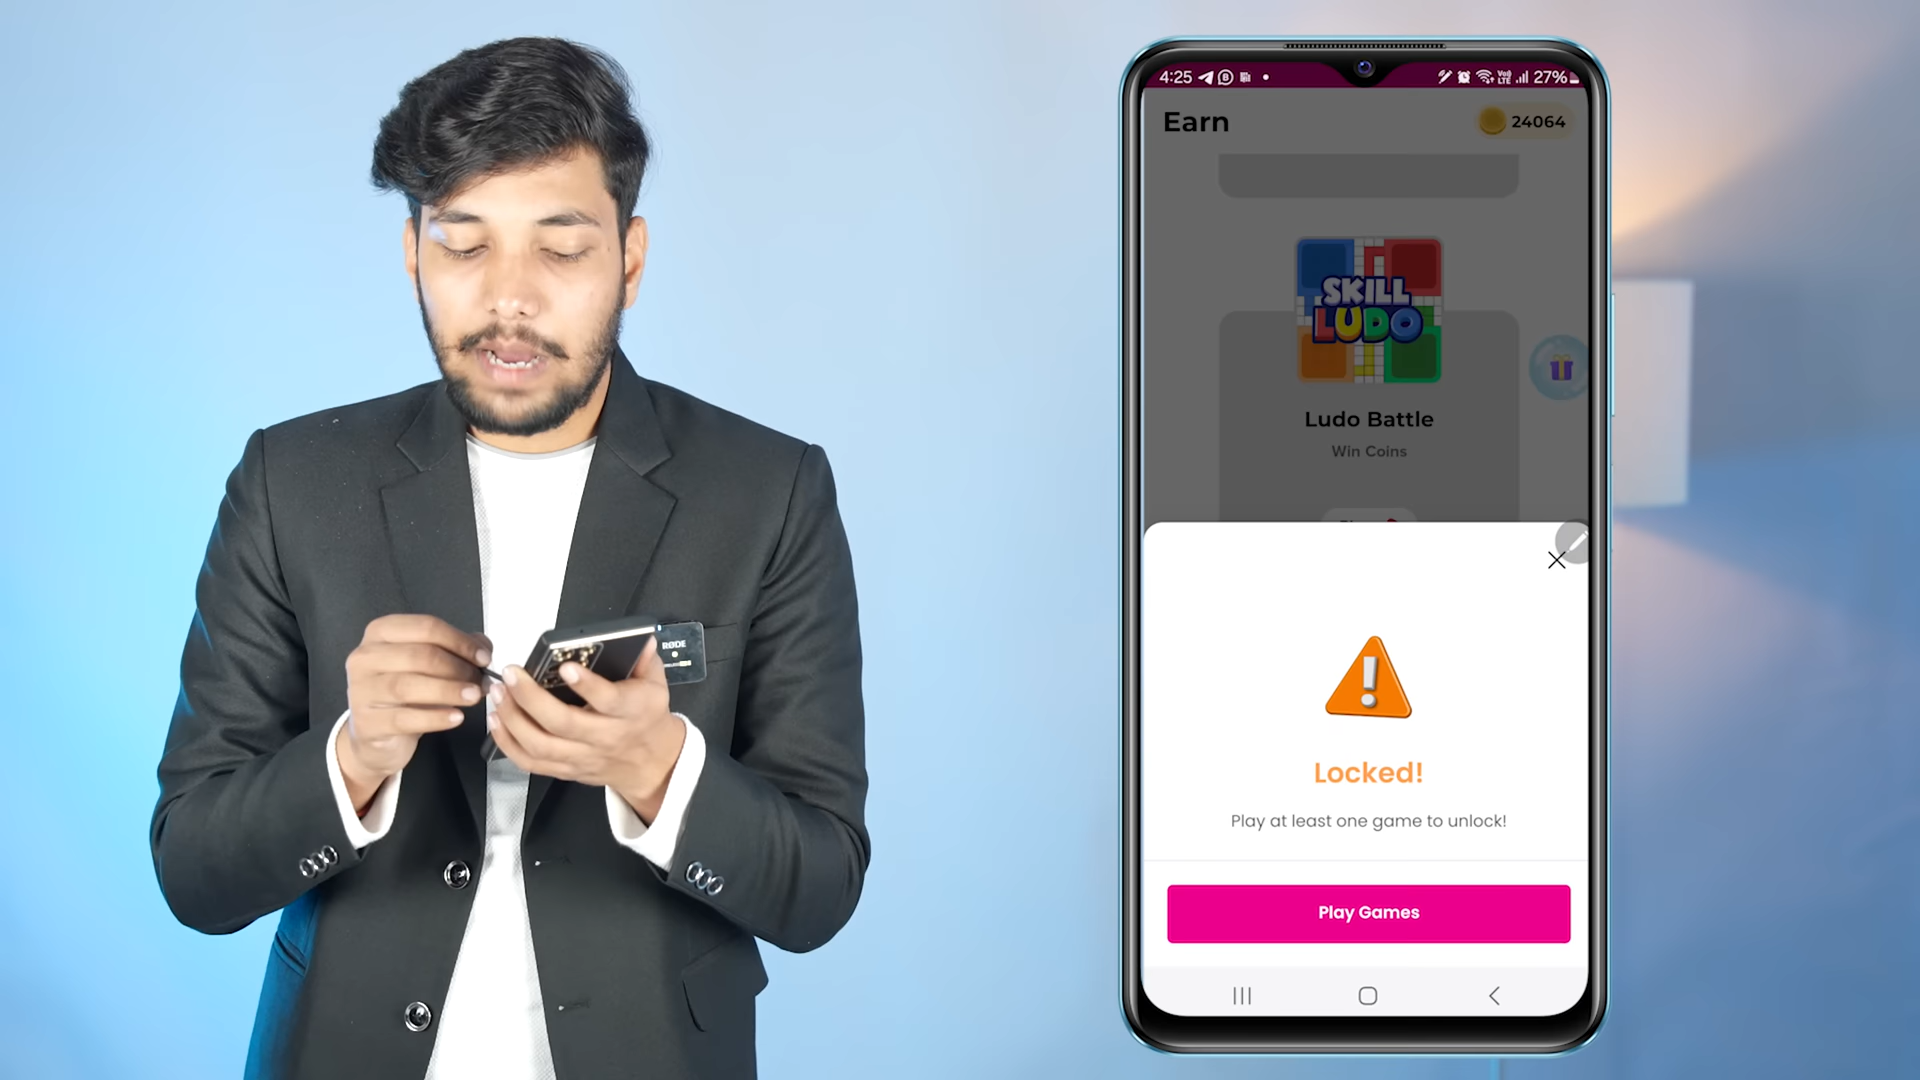 4:25
27%
Earn
24064
SKILL
LUDO
Ludo Battle
Win Coins
Locked!
Play at least one game to unlock!
Play Games
RØDE